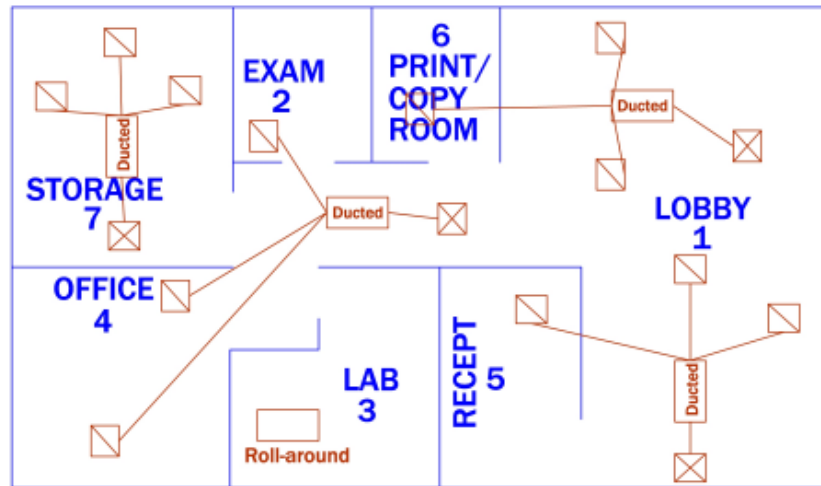 6
EXAM
2
PRINT/
COPY
ROOM
Ducted
Ducted
STORAGE
7
Ducted
LOBBY
1
OFFICE
4
RECEPT
5
LAB
3
Ducted
Roll-around